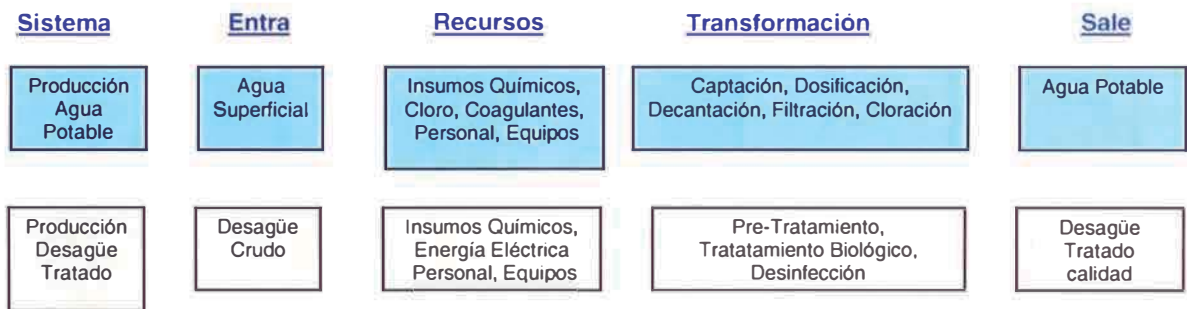 Sistema
Entra
Recursos
Transformación
Sale
Producción
Agua
Potable
Agua
Superficial
Insumos Químicos,
Cloro, Coagulantes,
Personal, Equipos
Captación, Dosificación,
Decantación, Filtración, Cloración
Agua Potable
Producción
Desagüe
Tratado
Desagüe
Crudo
Insumos Químicos,
Energía Eléctrica
Personal, Equipos
Pre-Tratamiento,
Tratatamiento Biológico,
Desinfección
Desagüe
Tratado
calidad